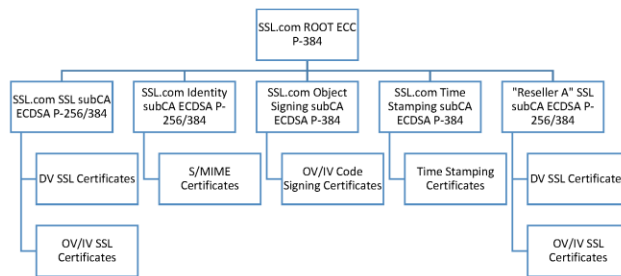 SSL.com ROOT ECC
P-384
SSL.com SSL subCA
ECDSA P-256/384
SSL.com Identity
subCA ECDSA P-
256/384
SSL.com Object
Signing subCA
ECDSA P-384
SSL.com Time
Stamping subCA
ECDSA P-384
"Reseller A" SSL
subCA ECDSA P-
256/384
DV SSL Certificates
S/MIME
Certificates
OV/IV Code
Signing Certificates
Time Stamping
Certificates
DV SSL Certificates
OV/IV SSL
Certificates
OV/IV SSL
Certificates